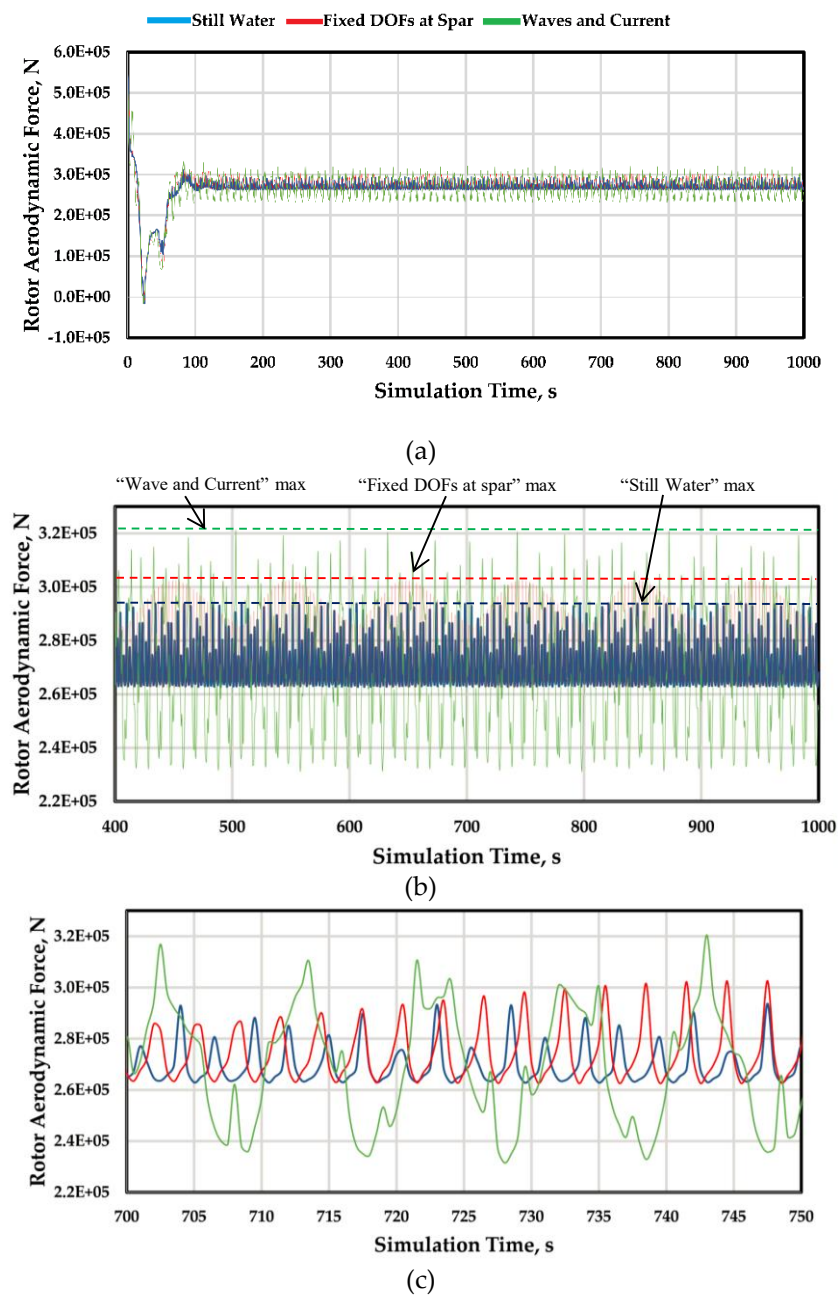 Still Water Fixed DOFs at Spar Waves and Current
6.0E+05
5.0E+05
4.0E+05
3.0E+05
2.0E+05
1.0E+05
0.0E+00
-1.0E+05
Rotor Aerodynamic Force, N
0 100 200 300 400 500 600 700 800 900 1000
Simulation Time, s
(a)
“Wave and Current” max “Fixed DOFs at spar” max “Still Water” max
3.2E+05
3.0E+05
2.8E+05
2.6E+05
2.4E+05
2.2E+05
Rotor Aerodynamic Force, N
400 500 600 700 800 900 1000
Simulation Time, s
(b)
3.2E+05
3.0E+05
2.8E+05
2.6E+05
2.4E+05
2.2E+05
Rotor Aerodynamic Force, N
700 705 710 715 720 725 730 735 740 745 750
Simulation Time, s
(c)